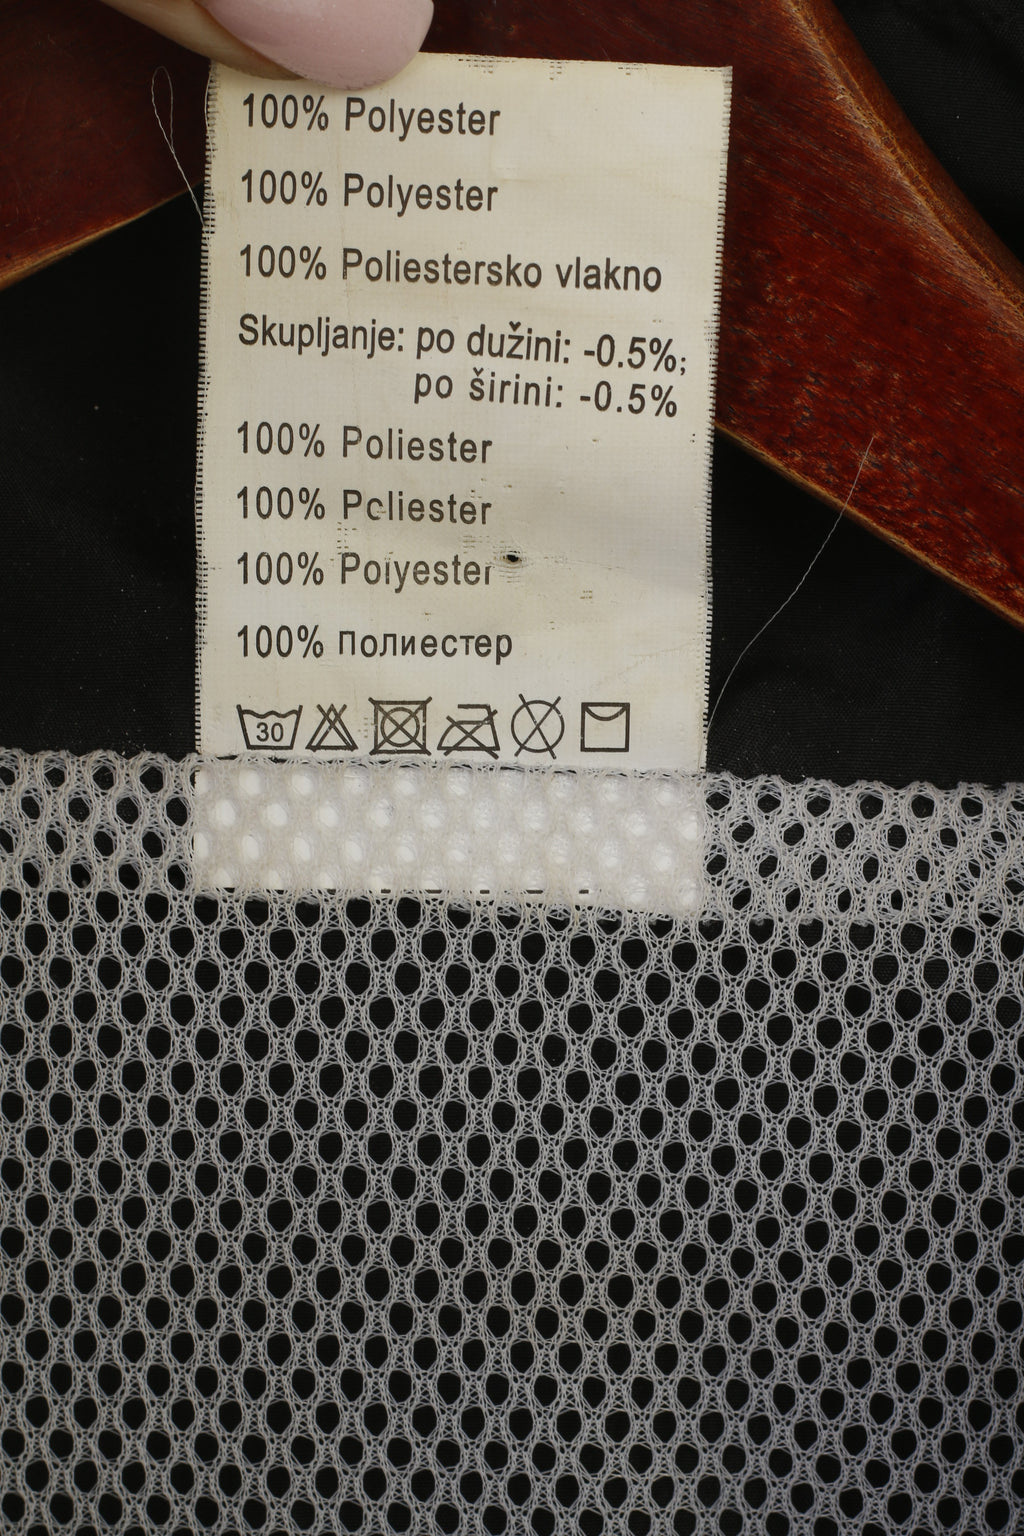 100% Polyester
100% Polyester
100% Poliestersko vlakno
Skupljanje: po dužini: -0.5%;
po širini: -0.5%
100% Poliester
100% Poliester
100% Polyester
100% полиестер
30